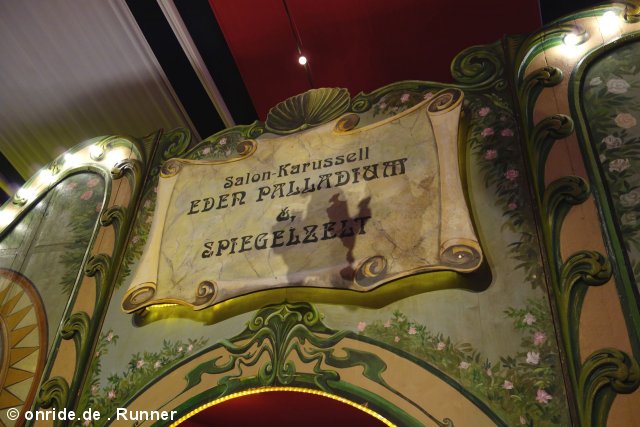 Salon-Karussell
EDEN PALLADIUM
&,
SPIEGELZELT
© onride.de . Runner